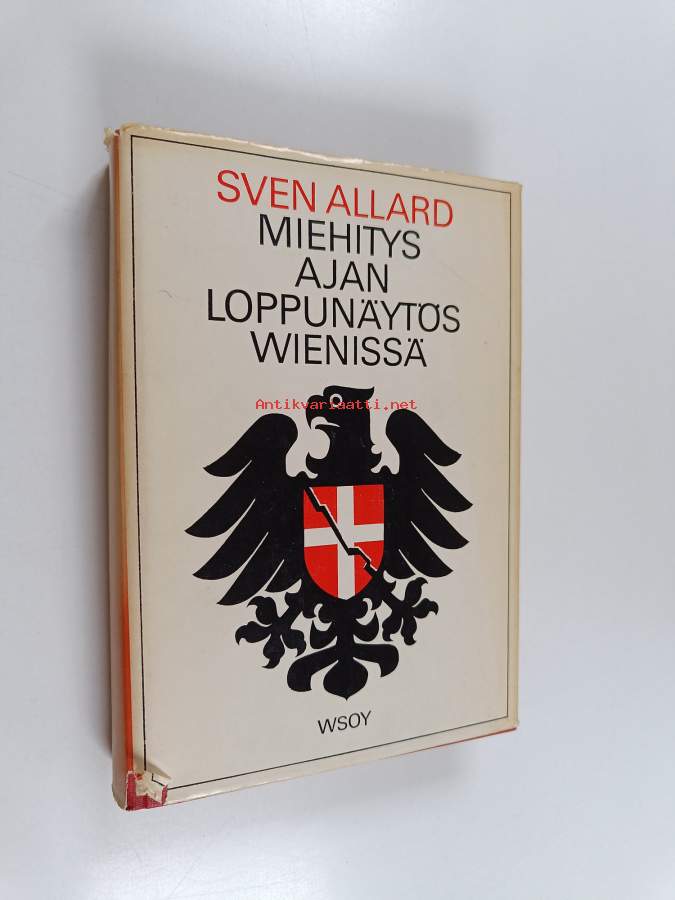 SVEN ALLARD
MIEHITYS
AJAN
LOPPUNÄYTÖS
WIENISSÄ
Antikvariaatti.net
WSOY